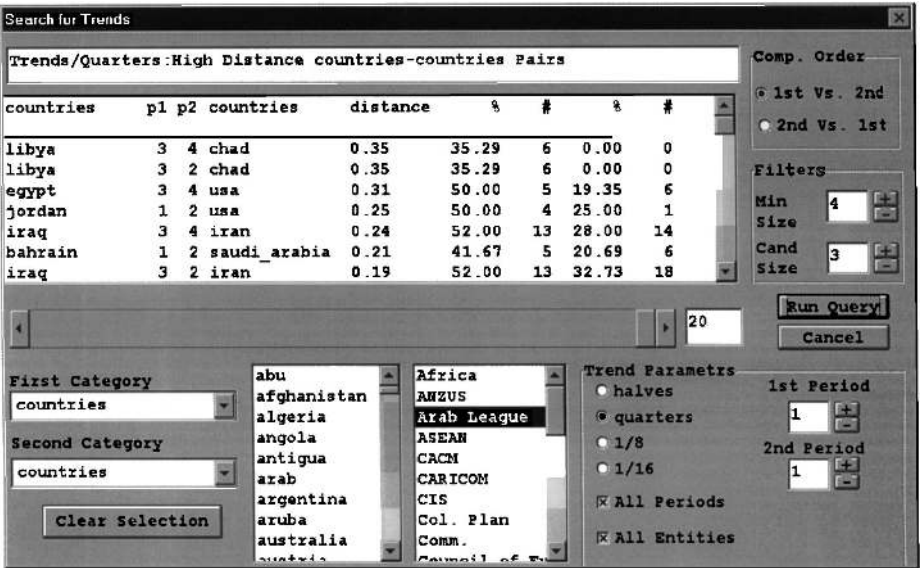 Search for Trends
Trends/Quarters:High Distance countries-countries Pairs
countries p1 p2 countries distance % # % #
libya 3 4 chad 0.35 35.29 6 0.00 0
libya 3 2 chad 0.35 35.29 6 0.00 0
egypt 3 4 usa 0.31 50.00 5 19.35 6
jordan 1 2 usa 0.25 50.00 4 25.00 1
iraq 3 4 iran 0.24 52.00 13 28.00 14
bahrain 1 2 saudi_arabia 0.21 41.67 5 20.69 6
iraq 3 2 iran 0.19 52.00 13 32.73 18
Comp. Order
1st Vs. 2nd
2nd Vs. 1st
Filters
Min Size 4
Cand Size 3
20
Run Query
Cancel
First Category
countries
Second Category
countries
Clear Selection
abu
afghanistan
algeria
angola
antigua
arab
argentina
aruba
australia
austria
Africa
ANZUS
Arab League
ASEAN
CACM
CARICOM
CIS
Col. Plan
Comm.
Council of
Trend Parametrs
halves
quarters
1/8
1/16
All Periods
All Entities
1st Period
1
2nd Period
1